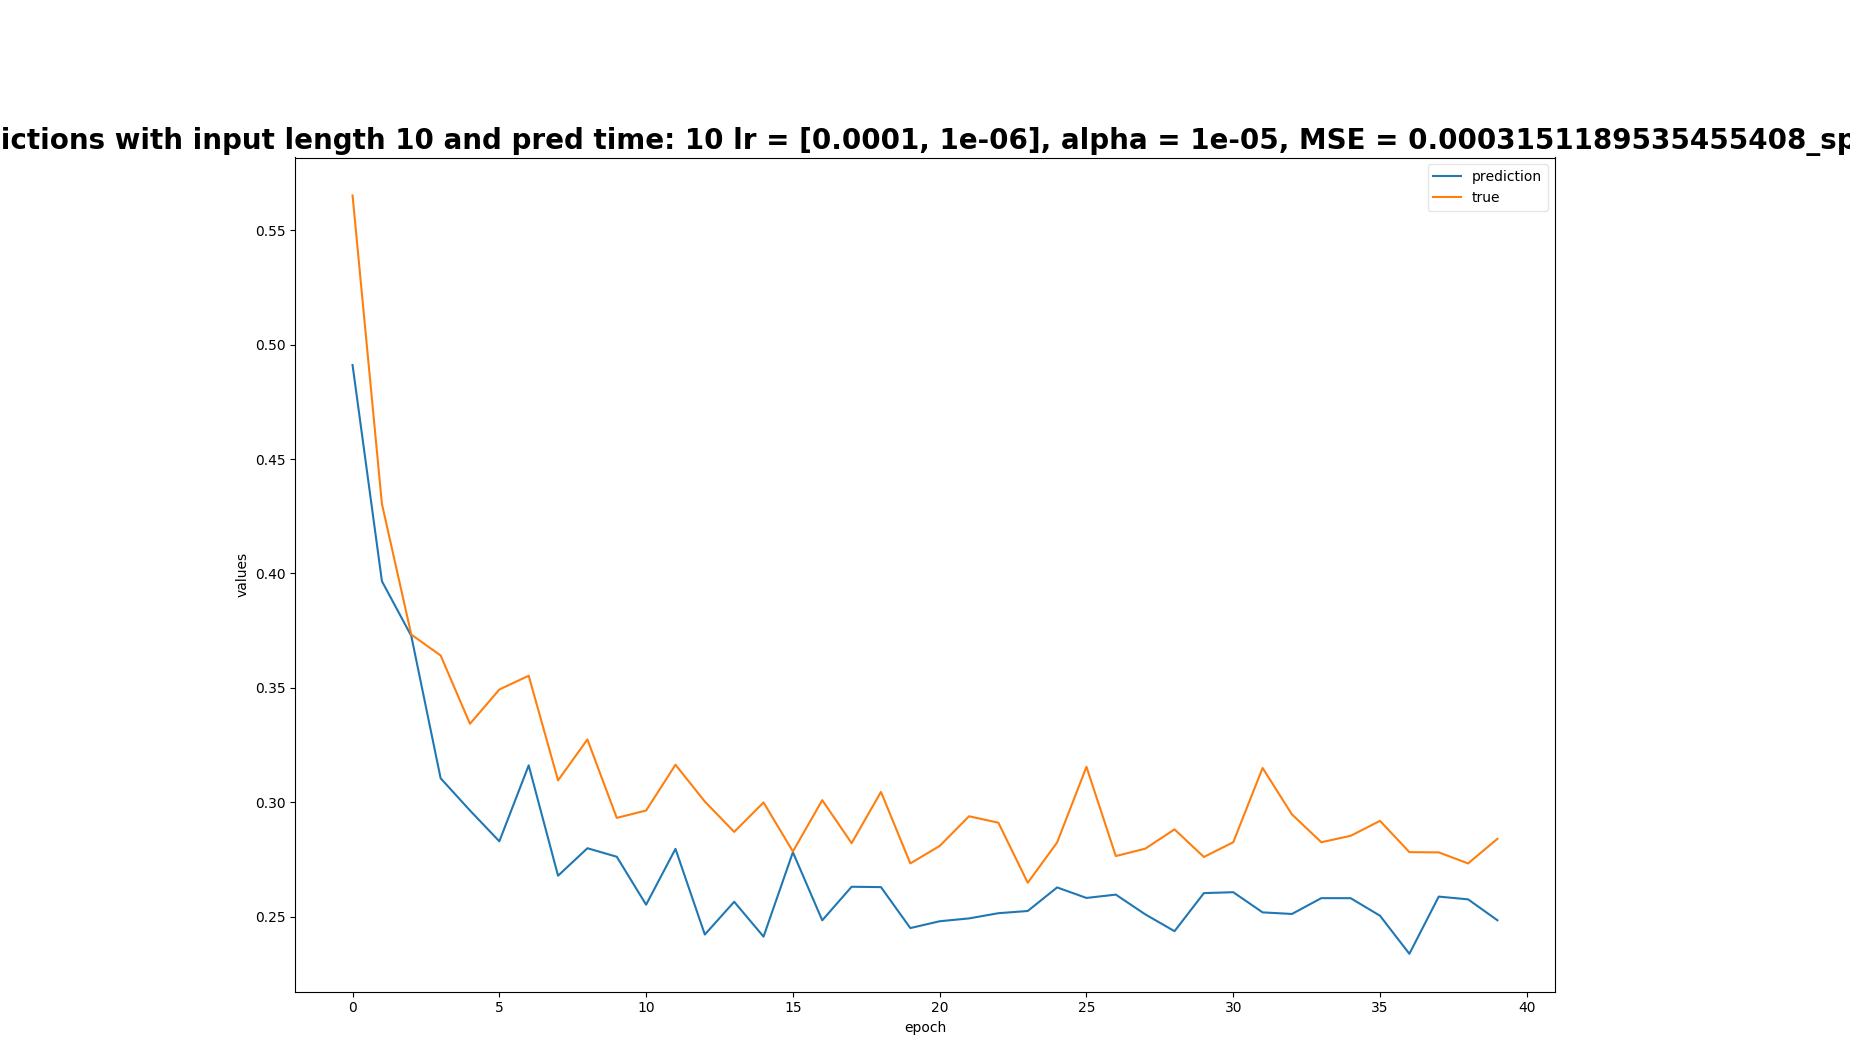 ictions with input length 10 and pred time: 10 lr = [0.0001, 1e-06], alpha = 1e-05, MSE = 0.0003151189535455408_sp
prediction
true
0.55
0.50
0.45
0.40
0.35
0.30
0.25
values
0 5 10 15 20 25 30 35 40
epoch